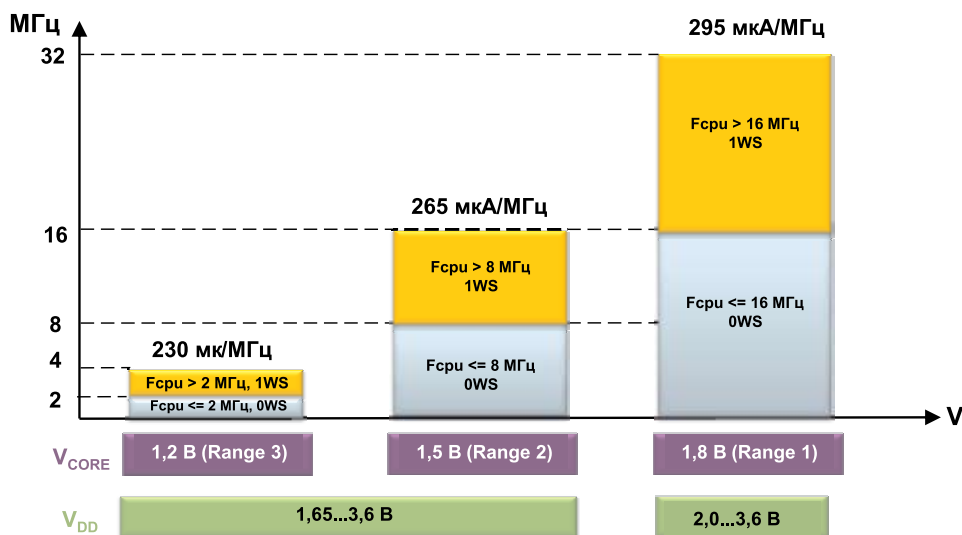 МГц
295 мкА/МГц
32
Fcpu > 16 МГц
1WS
265 мкА/МГц
16
Fcpu > 8 МГц
1WS
Fcpu <= 16 МГц
0WS
8
230 мк/МГц
4
Fcpu <= 8 МГц
0WS
Fcpu > 2 МГц, 1WS
2
Fcpu <= 2 МГц, 0WS
V
VCORE
1,2 В (Range 3)
1,5 В (Range 2)
1,8 В (Range 1)
VDD
1,65...3,6 В
2,0...3,6 В